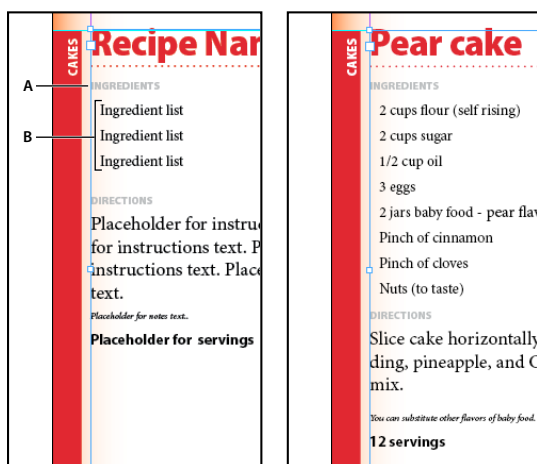 CAKES
Recipe Nar
A
INGREDIENTS
Ingredient list
B
Ingredient list
Ingredient list
DIRECTIONS
Placeholder for instru
for instructions text. P
instructions text. Place
text.
Placeholder for notes text..
Placeholder for servings
CAKES
Pear cake
INGREDIENTS
2 cups flour (self rising)
2 cups sugar
1/2 cup oil
3 eggs
2 jars baby food - pear flav
Pinch of cinnamon
Pinch of cloves
Nuts (to taste)
DIRECTIONS
Slice cake horizontally
ding, pineapple, and C
mix.
You can substitute other flavors of baby food.
12 servings